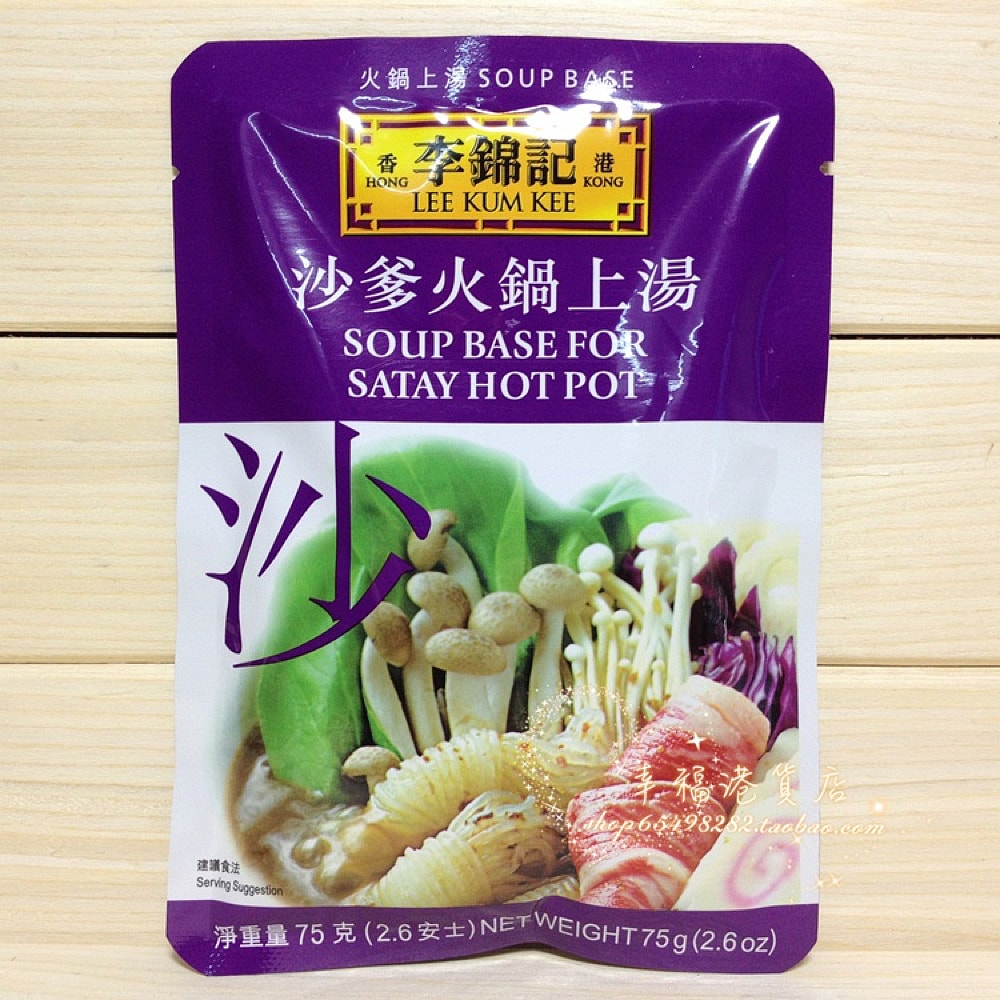 火鍋上湯 SOUP BASE
香 李錦記 港
HONG LEE KUM KEE KONG
沙爹火鍋上湯
SOUP BASE FOR
SATAY HOT POT
沙
幸福港貨店
shop65498282.taobao.com
建議食法
Serving Suggestion
淨重量 75 克 (2.6 安士) NET WEIGHT 75 g (2.6 oz)